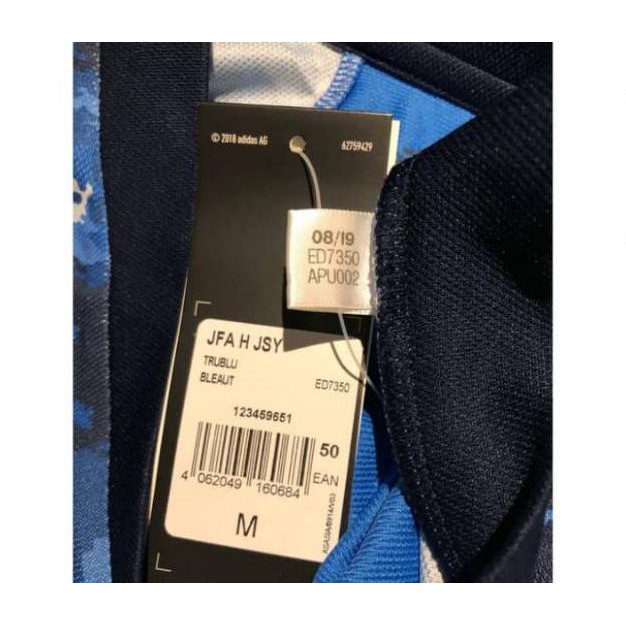 © 2018 adidas AG
62759429
08/19
ED7350
APU002
JFA H JSY
TRUBLU
BLEAUT
ED7350
123459651
50
EAN
4 062049 160684
M